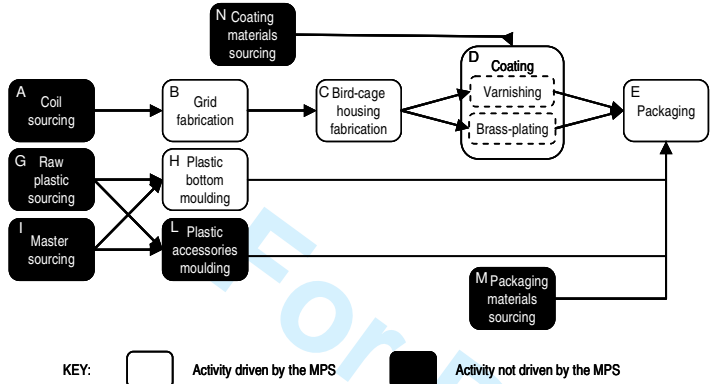 N Coating
materials
sourcing
D
Coating
Varnishing
Brass-plating
A Coil
sourcing
B Grid
fabrication
C Bird-cage
housing
fabrication
E
Packaging
G Raw
plastic
sourcing
H Plastic
bottom
moulding
I Master
sourcing
L Plastic
accessories
moulding
M Packaging
materials
sourcing
For
KEY:
Activity driven by the MPS
Activity not driven by the MPS